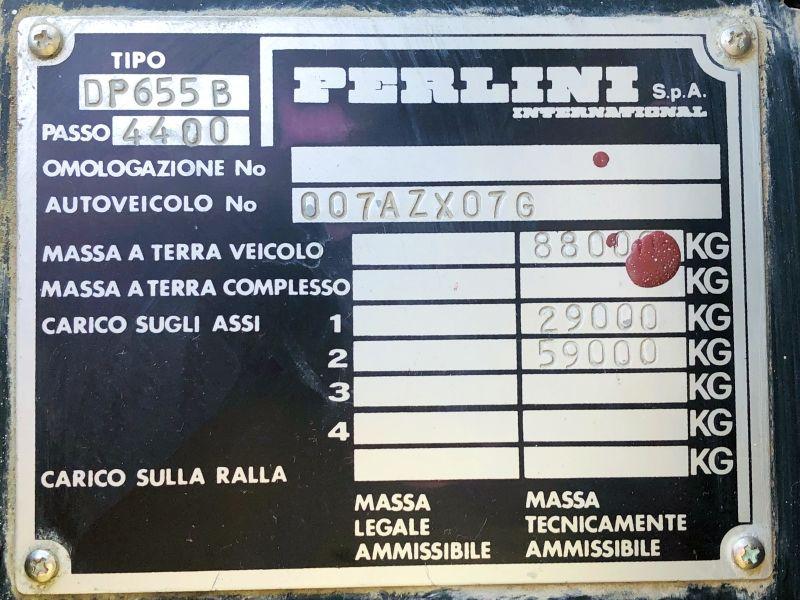 TIPO
DP655B
PERLINI S.p.A.
INTERNATIONAL
PASSO 4400
OMOLOGAZIONE No
AUTOVEICOLO No 007AZX07G
MASSA A TERRA VEICOLO 88000 KG
MASSA A TERRA COMPLESSO KG
CARICO SUGLI ASSI 1 29000 KG
2 59000 KG
3 KG
4 KG
CARICO SULLA RALLA KG
MASSA LEGALE AMMISSIBILE
MASSA TECNICAMENTE AMMISSIBILE